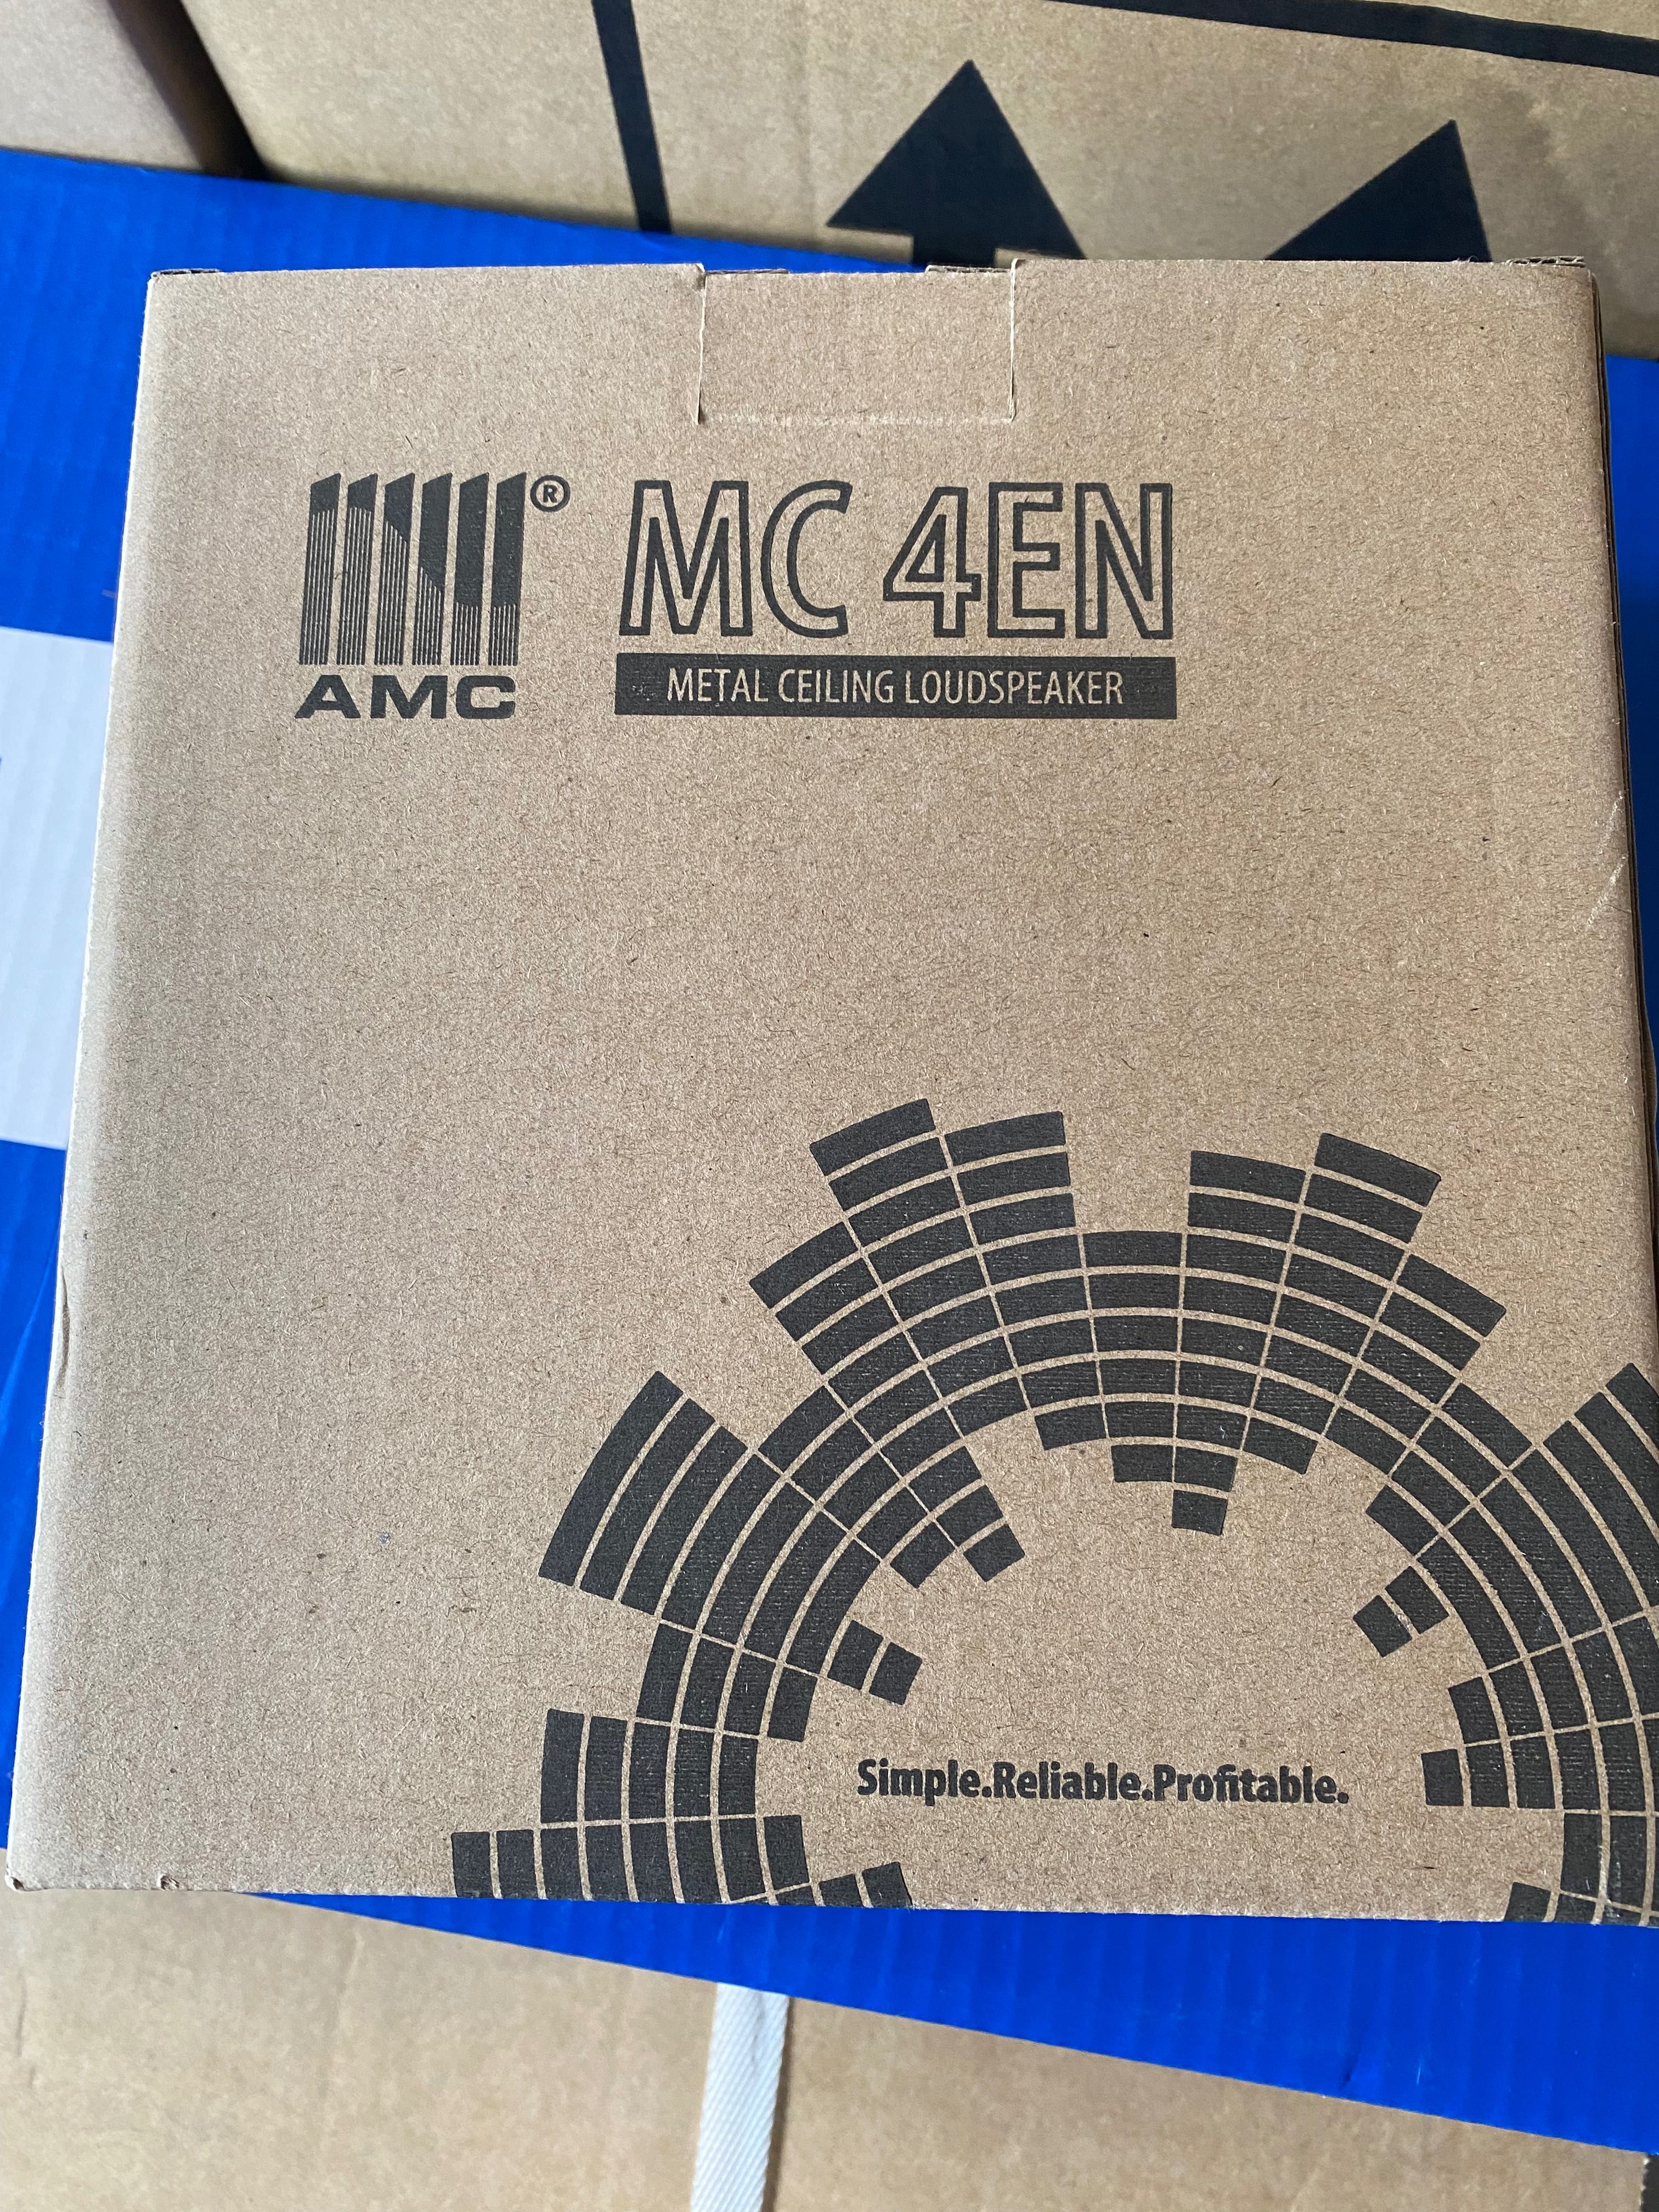 ®
MC 4EN
AMC
METAL CEILING LOUDSPEAKER
Simple.Reliable.Profitable.